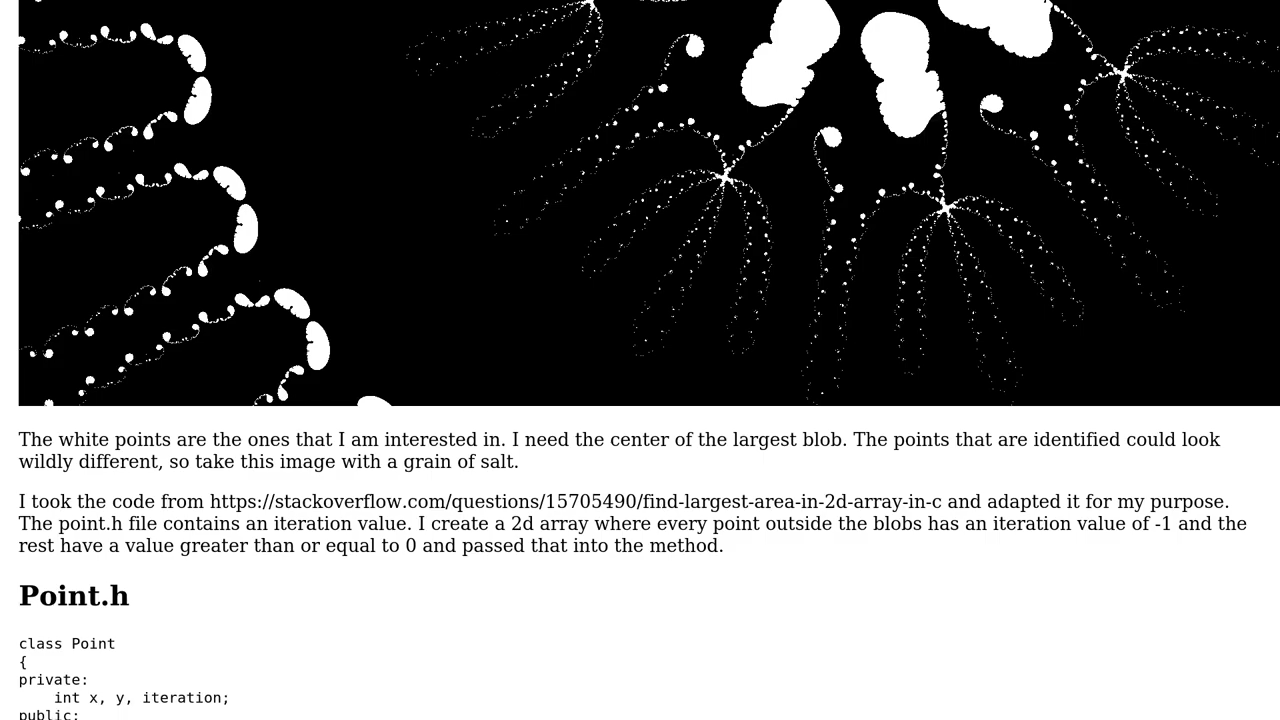 The white points are the ones that I am interested in. I need the center of the largest blob. The points that are identified could look
wildly different, so take this image with a grain of salt.
I took the code from https://stackoverflow.com/questions/15705490/find-largest-area-in-2d-array-in-c and adapted it for my purpose.
The point.h file contains an iteration value. I create a 2d array where every point outside the blobs has an iteration value of -1 and the
rest have a value greater than or equal to 0 and passed that into the method.
Point.h
class Point
{
private:
    int x, y, iteration;
public: